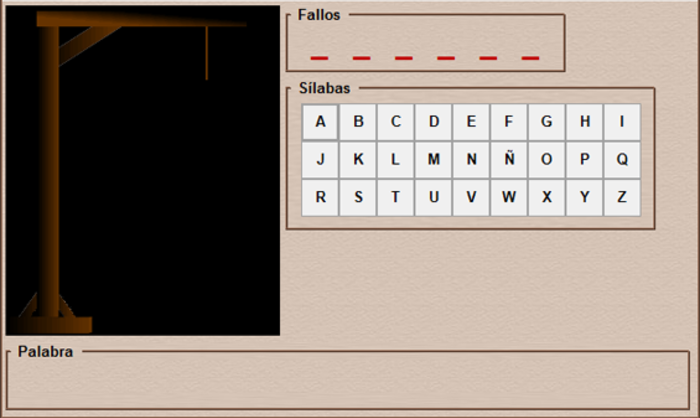 Fallos
_ _ _ _ _ _
Sílabas
A B C D E F G H I
J K L M N Ñ O P Q
R S T U V W X Y Z
Palabra